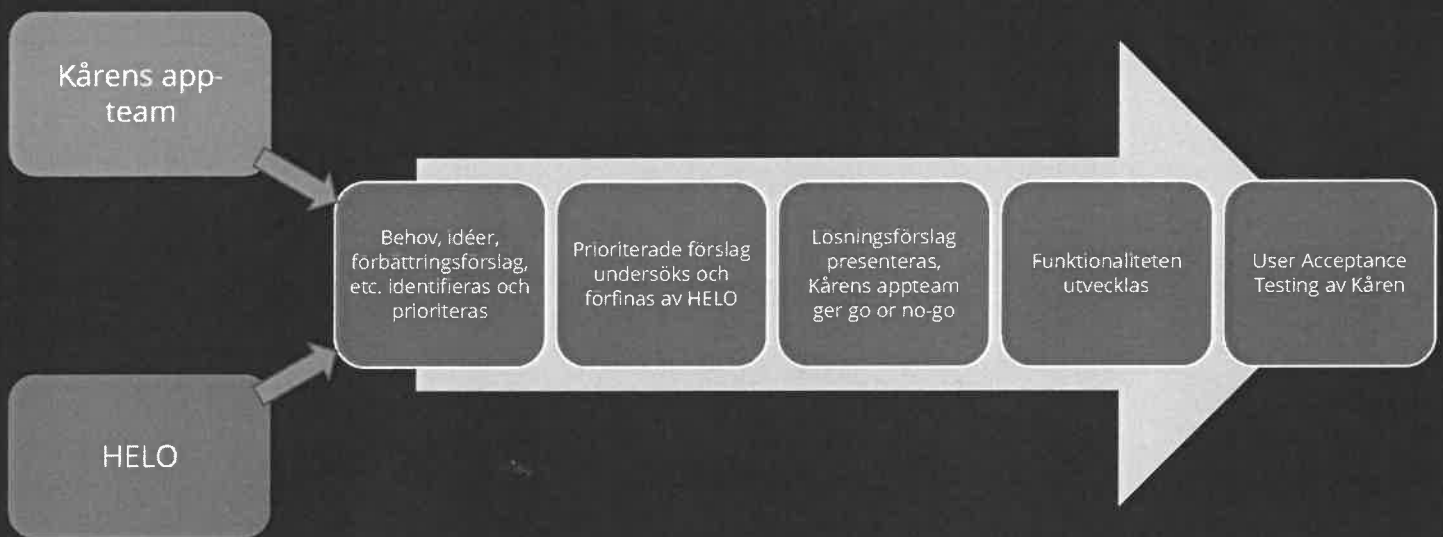 Kårens app-
team
HELO
Behov, idéer,
förbättringsförslag,
etc. identifieras och
prioriteras
Prioriterade förslag
undersöks och
förfinas av HELO
Lösningsförslag
presenteras,
Kårens appteam
ger go or no-go
Funktionaliteten
utvecklas
User Acceptance
Testing av Kåren